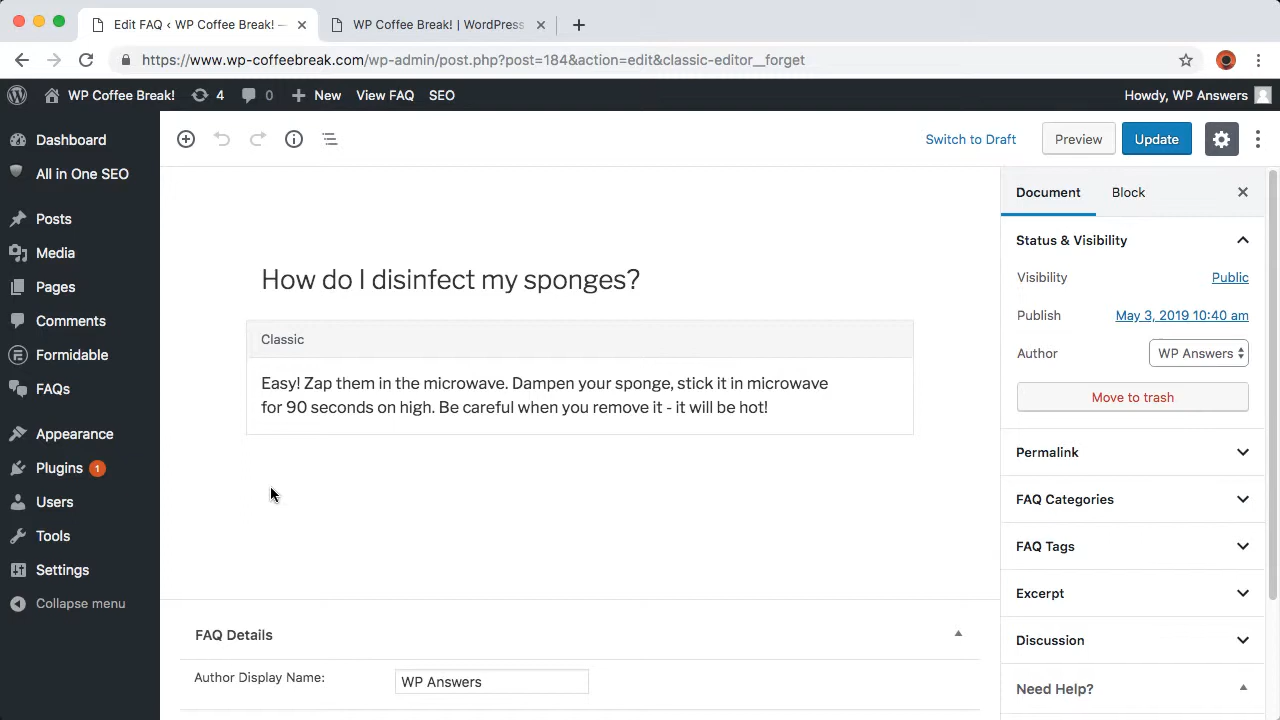 Edit FAQ ‹ WP Coffee Break! —
WP Coffee Break! | WordPress
https://www.wp-coffeebreak.com/wp-admin/post.php?post=184&action=edit&classic-editor__forget
WP Coffee Break!
4
0
New
View FAQ
SEO
Howdy, WP Answers
Dashboard
All in One SEO
Posts
Media
Pages
Comments
Formidable
FAQs
Appearance
Plugins 1
Users
Tools
Settings
Collapse menu
Switch to Draft
Preview
Update
How do I disinfect my sponges?
Classic
Easy! Zap them in the microwave. Dampen your sponge, stick it in microwave
for 90 seconds on high. Be careful when you remove it - it will be hot!
FAQ Details
Author Display Name:
WP Answers
Document
Block
Status & Visibility
Visibility
Public
Publish
May 3, 2019 10:40 am
Author
WP Answers
Move to trash
Permalink
FAQ Categories
FAQ Tags
Excerpt
Discussion
Need Help?